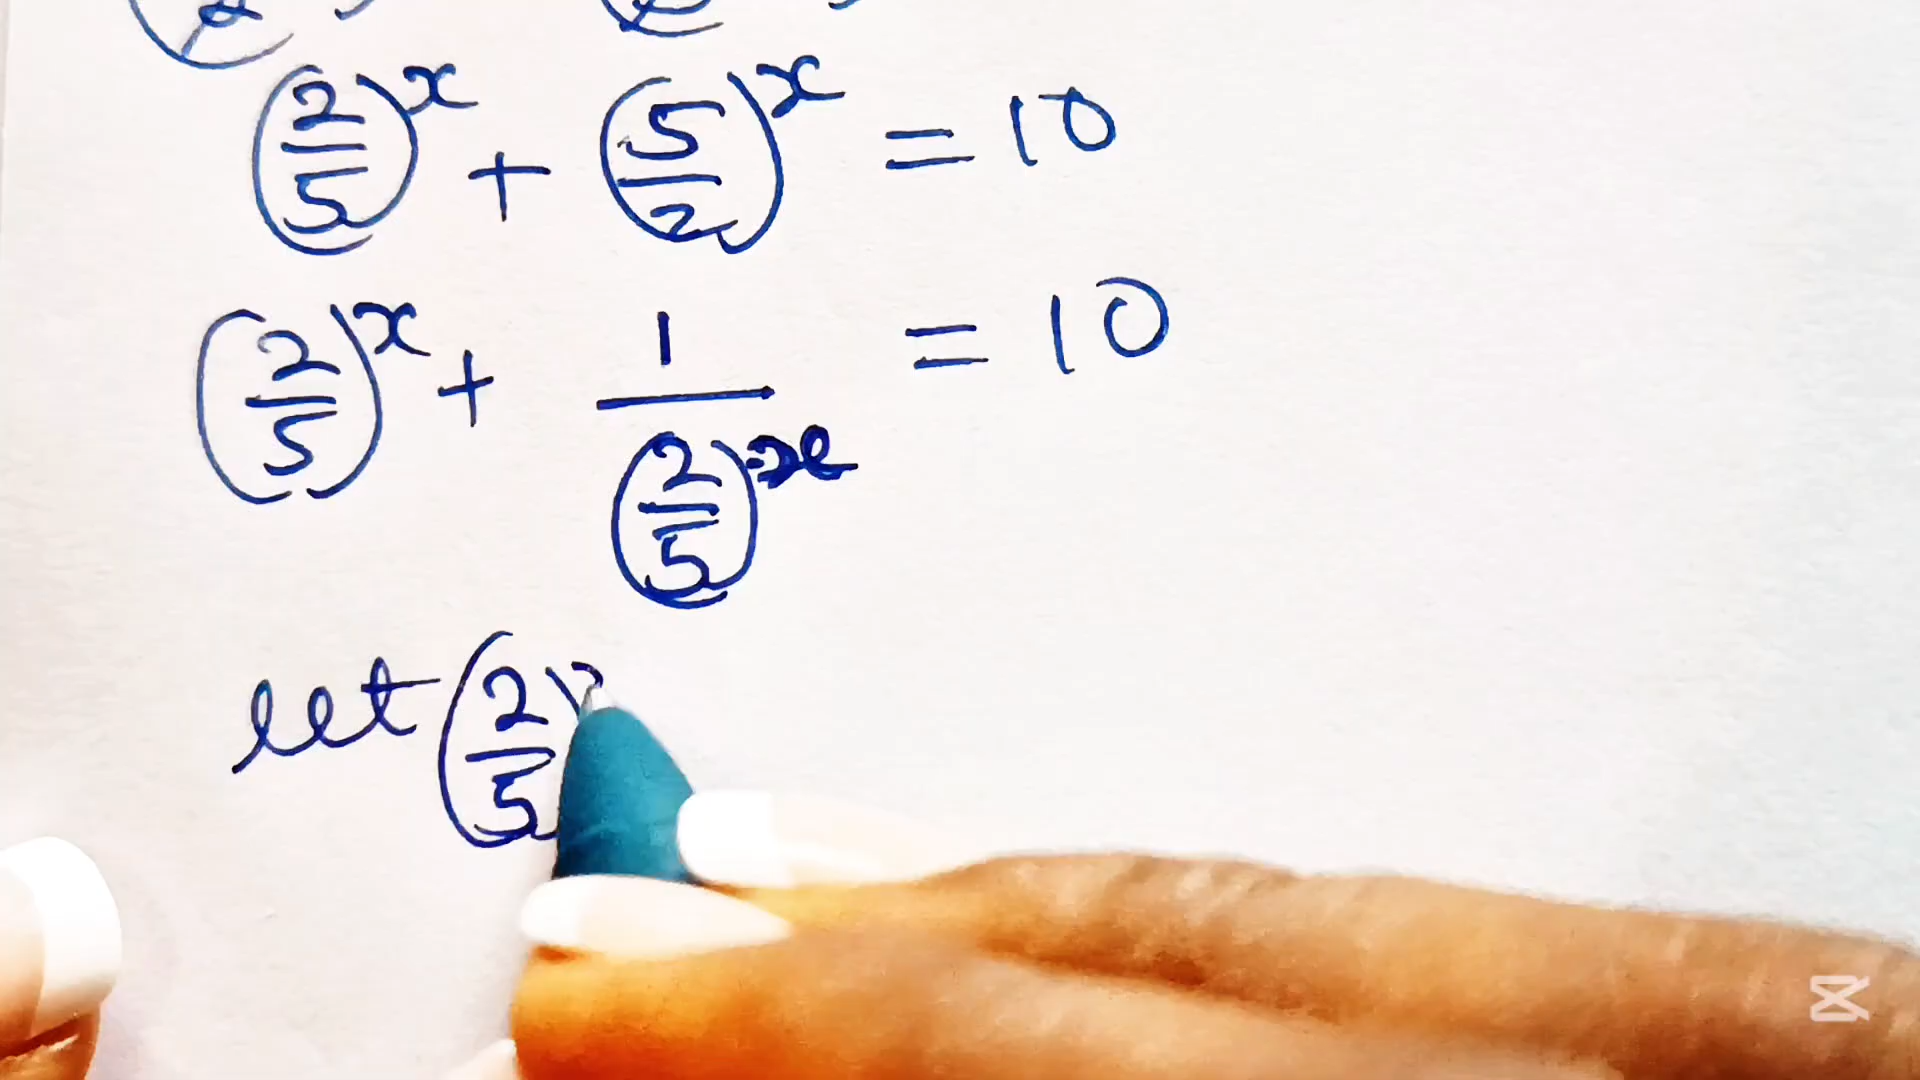 (2/5)^x + (5/2)^x = 10
(2/5)^x + 1/(2/5)^x = 10
let (2/5)